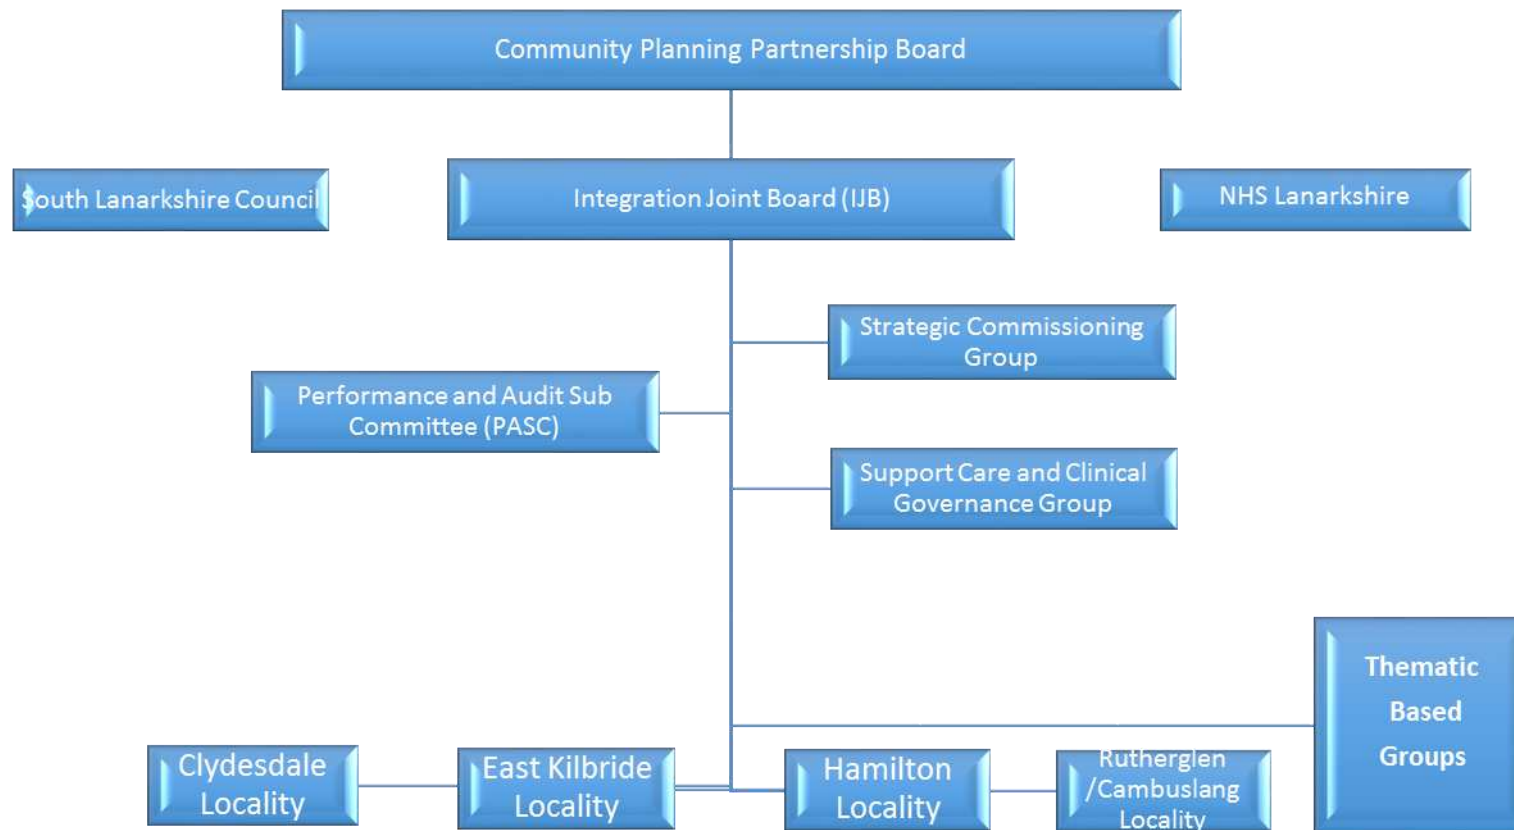 Community Planning Partnership Board
South Lanarkshire Council
Integration Joint Board (IJB)
NHS Lanarkshire
Strategic Commissioning
Group
Performance and Audit Sub
Committee (PASC)
Support Care and Clinical
Governance Group
Thematic
Based
Groups
Clydesdale
Locality
East Kilbride
Locality
Hamilton
Locality
Rutherglen
/Cambuslang
Locality